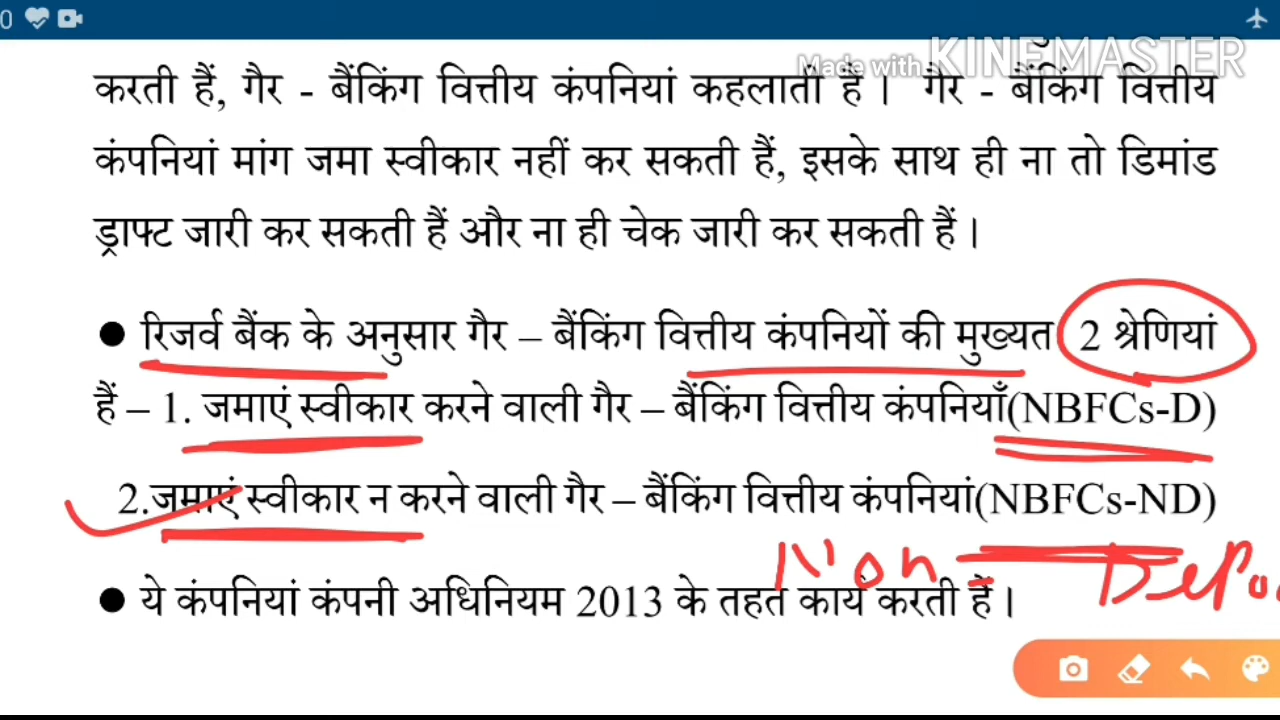 0
Made with KINEMASTER
करती हैं, गैर - बैंकिंग वित्तीय कंपनियां कहलाती हैं। गैर - बैंकिंग वित्तीय
कंपनियां मांग जमा स्वीकार नहीं कर सकती हैं, इसके साथ ही ना तो डिमांड
ड्राफ्ट जारी कर सकती हैं और ना ही चेक जारी कर सकती हैं।
● रिजर्व बैंक के अनुसार गैर – बैंकिंग वित्तीय कंपनियों की मुख्यत 2 श्रेणियां
हैं – 1. जमाएं स्वीकार करने वाली गैर – बैंकिंग वित्तीय कंपनियाँ(NBFCs-D)
2.जमाएं स्वीकार न करने वाली गैर – बैंकिंग वित्तीय कंपनियां(NBFCs-ND)
Non - Depo
● ये कंपनियां कंपनी अधिनियम 2013 के तहत कार्य करती हैं।